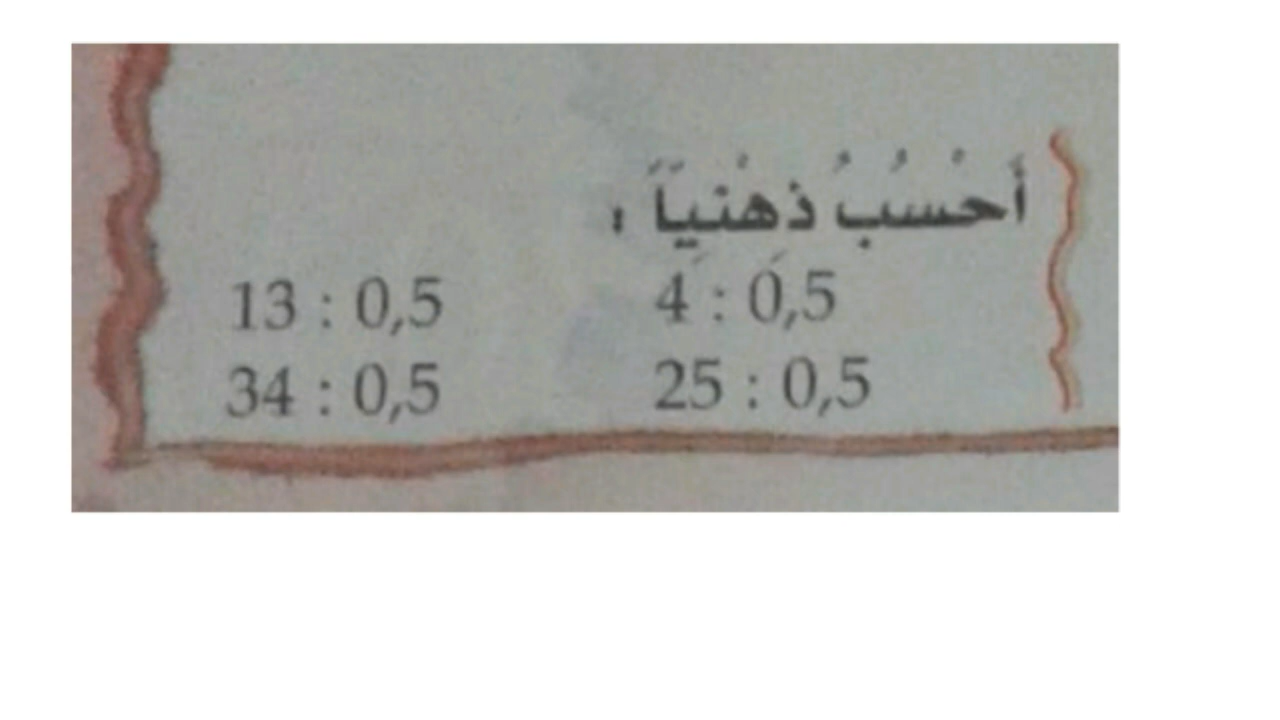 أَحْسُبُ ذِهْنِيّاً :
4 : 0,5
13 : 0,5
25 : 0,5
34 : 0,5